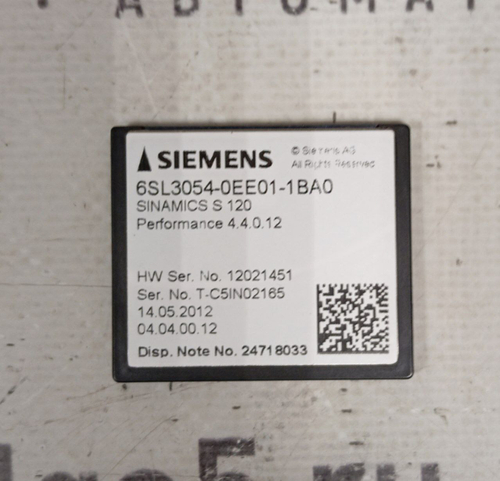 AUTOMAT
SIEMENS
© Siemens AG
All Rights Reserved
6SL3054-0EE01-1BA0
SINAMICS S 120
Performance 4.4.0.12
HW Ser. No. 12021451
Ser. No. T-C5IN02165
14.05.2012
04.04.00.12
Disp. Note No. 24718033